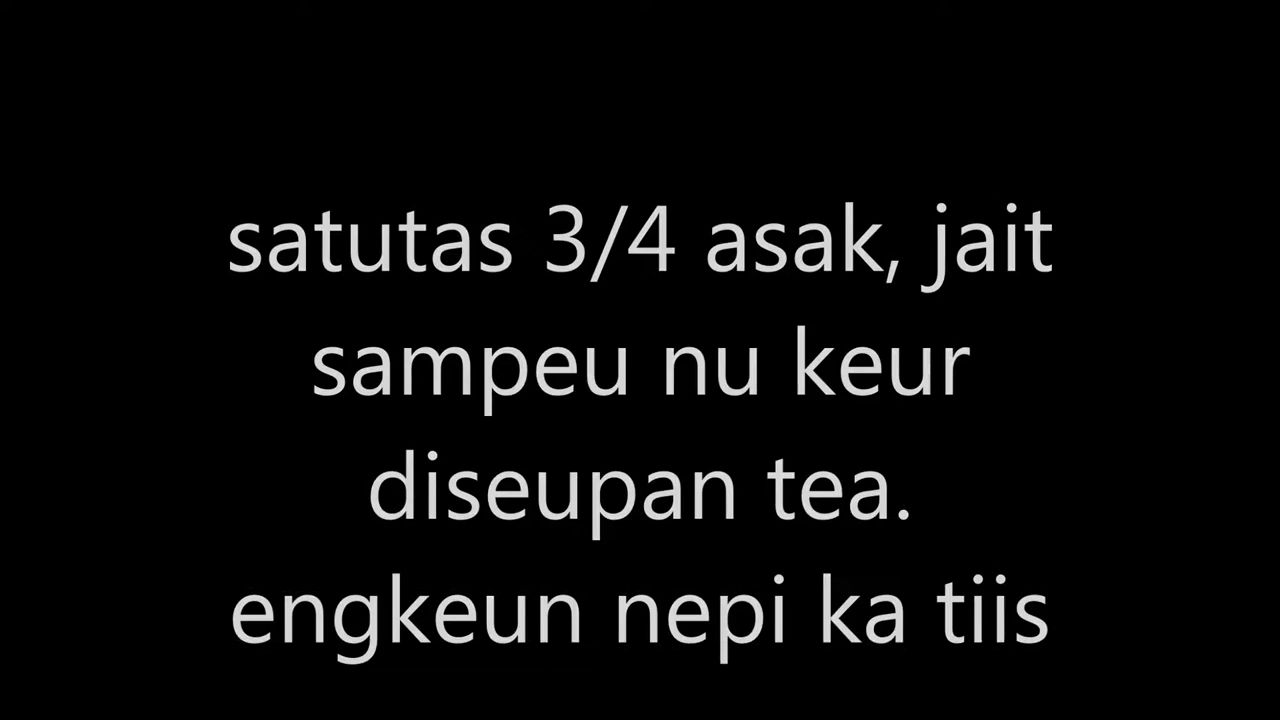 satutas 3/4 asak, jait
sampeu nu keur
diseupan tea.
engkeun nepi ka tiis